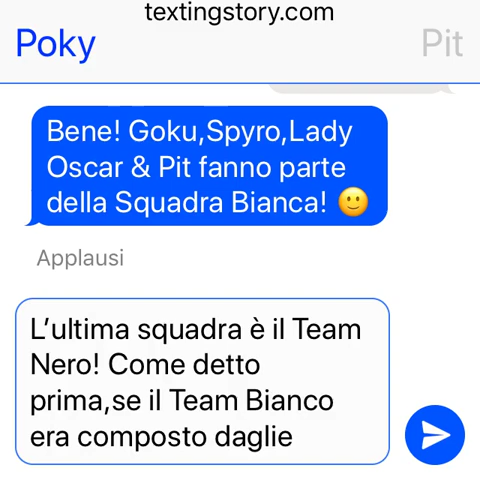 textingstory.com
Poky
Pit
Bene! Goku,Spyro,Lady
Oscar & Pit fanno parte
della Squadra Bianca! 🙂
Applausi
L’ultima squadra è il Team
Nero! Come detto
prima,se il Team Bianco
era composto daglie